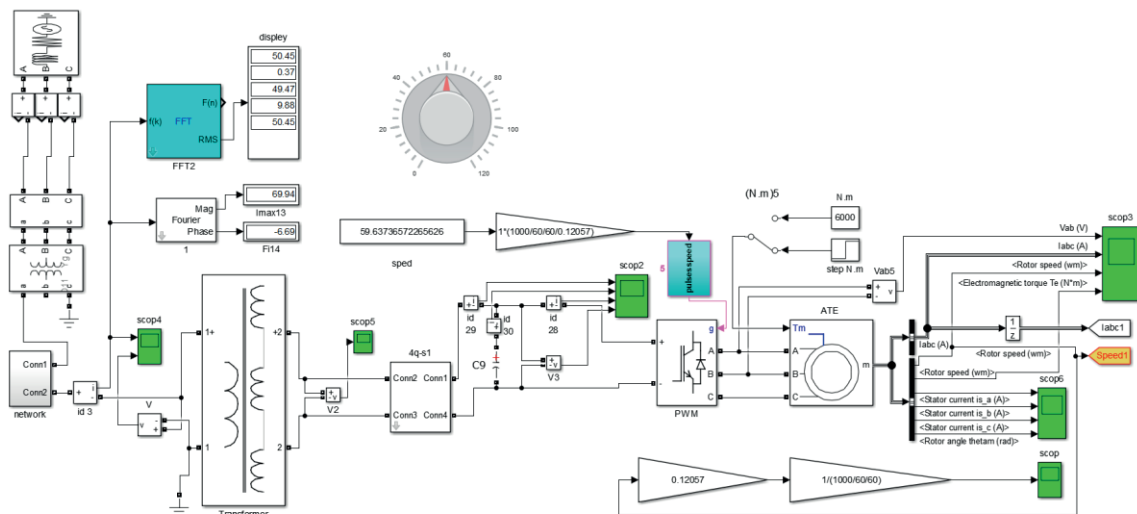 A B C
displey
50.45
0.37
49.47
9.88
50.45
f(k)
FFT
F(n)
RMS
FFT2
A B C
a b c
A B C
a b c
Conn1
Conn2
network
Mag
Fourier
Phase
1
69.94
Imax13
-6.69
Fi14
0
20
40
60
80
100
120
59.63736572265626
sped
1*(1000/60/60/0.12057)
5
pulsesspeed
(N.m)5
N.m
6000
step N.m
Vab5
v
Vab (V)
Iabc (A)
<Rotor speed (wm)>
<Electromagnetic torque Te (N*m)>
scop3
scop4
id 3
V
v
1+
1
+2
2
Transformer
scop5
V2
v
4q-s1
Conn2
Conn1
Conn3
Conn4
id
29
id
30
C9
id
28
V3
v
scop2
g
+
-
A
B
C
PWM
ATE
Tm
A
B
C
m
Iabc (A)
1
z
Iabc1
<Rotor speed (wm)>
Speed1
<Rotor speed (wm)>
scop6
<Stator current is_a (A)>
<Stator current is_b (A)>
<Stator current is_c (A)>
<Rotor angle thetam (rad)>
0.12057
1/(1000/60/60)
scop